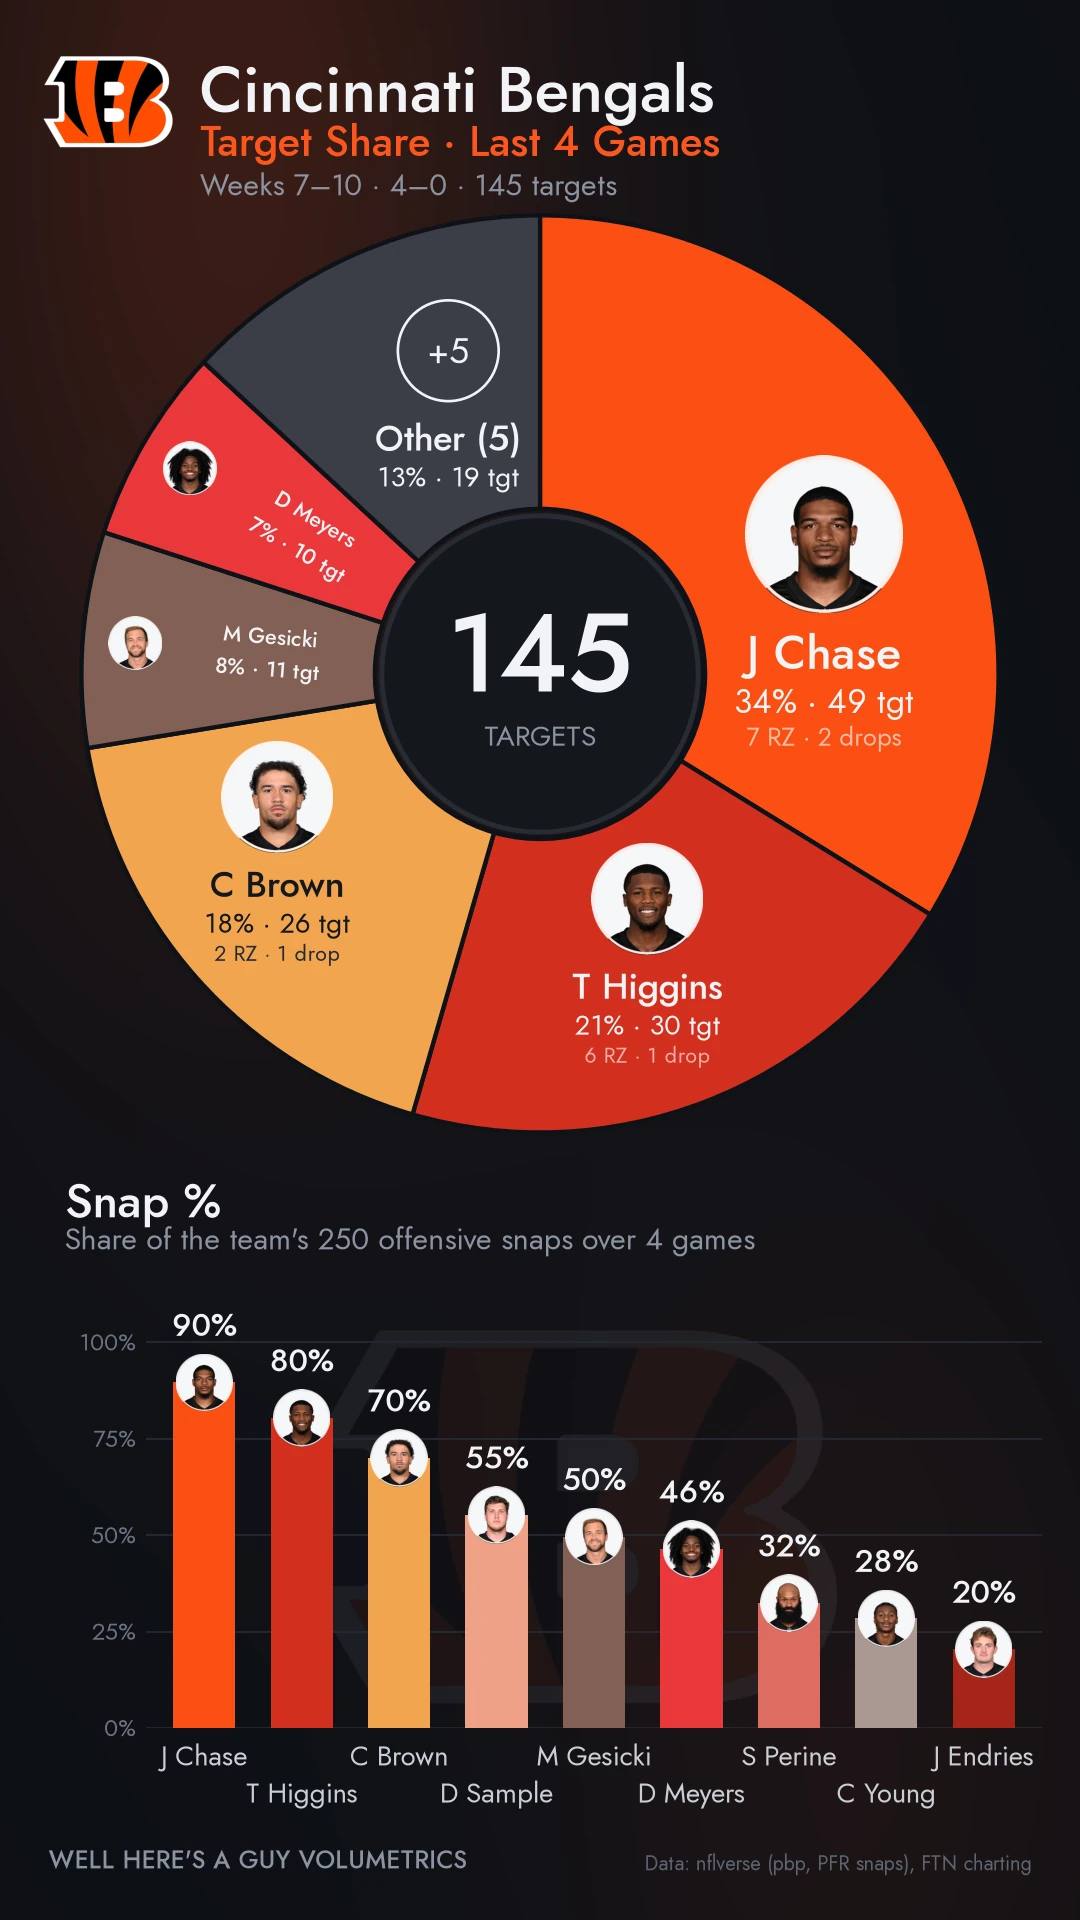 Cincinnati Bengals
Target Share · Last 4 Games
Weeks 7–10 · 4–0 · 145 targets
+5
Other (5)
13% · 19 tgt
J Chase
34% · 49 tgt
7 RZ · 2 drops
D Meyers
7% · 10 tgt
M Gesicki
8% · 11 tgt
145
TARGETS
C Brown
18% · 26 tgt
2 RZ · 1 drop
T Higgins
21% · 30 tgt
6 RZ · 1 drop
Snap %
Share of the team's 250 offensive snaps over 4 games
100%
75%
50%
25%
0%
90%
80%
70%
55%
50%
46%
32%
28%
20%
J Chase
T Higgins
C Brown
D Sample
M Gesicki
D Meyers
S Perine
C Young
J Endries
WELL HERE'S A GUY VOLUMETRICS
Data: nflverse (pbp, PFR snaps), FTN charting